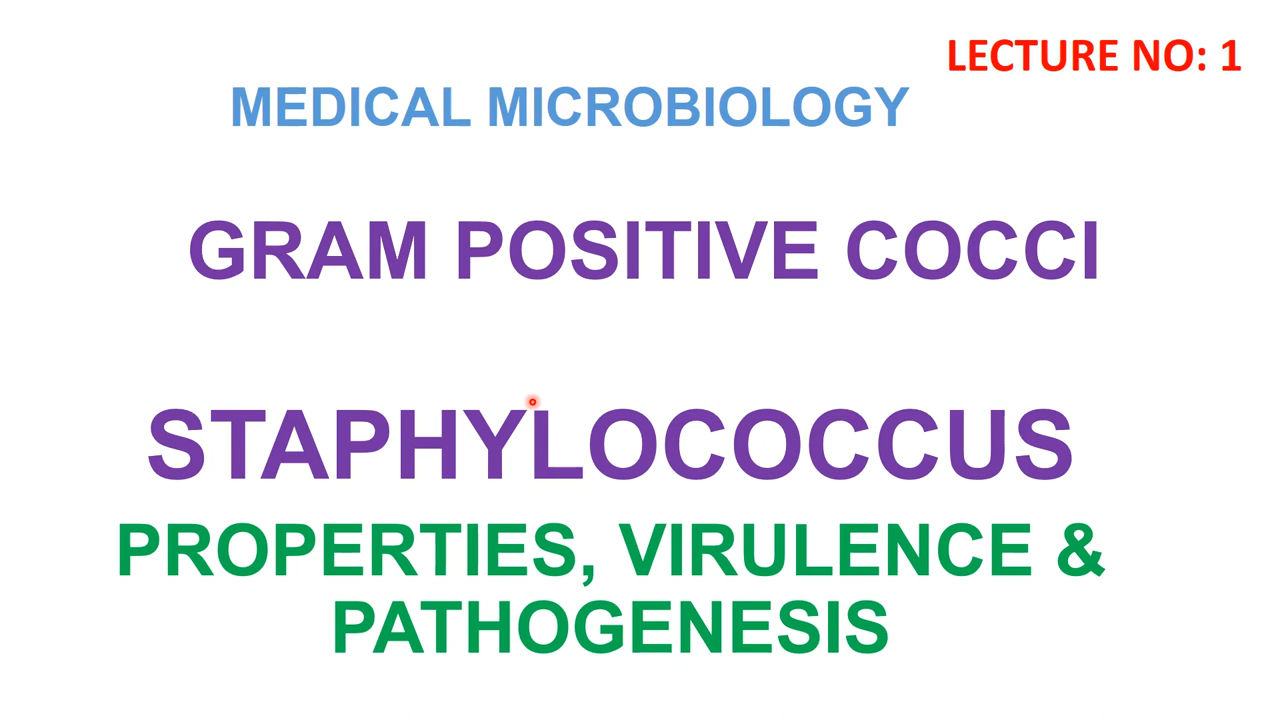 LECTURE NO: 1
MEDICAL MICROBIOLOGY
GRAM POSITIVE COCCI
STAPHYLOCOCCUS
PROPERTIES, VIRULENCE &
PATHOGENESIS